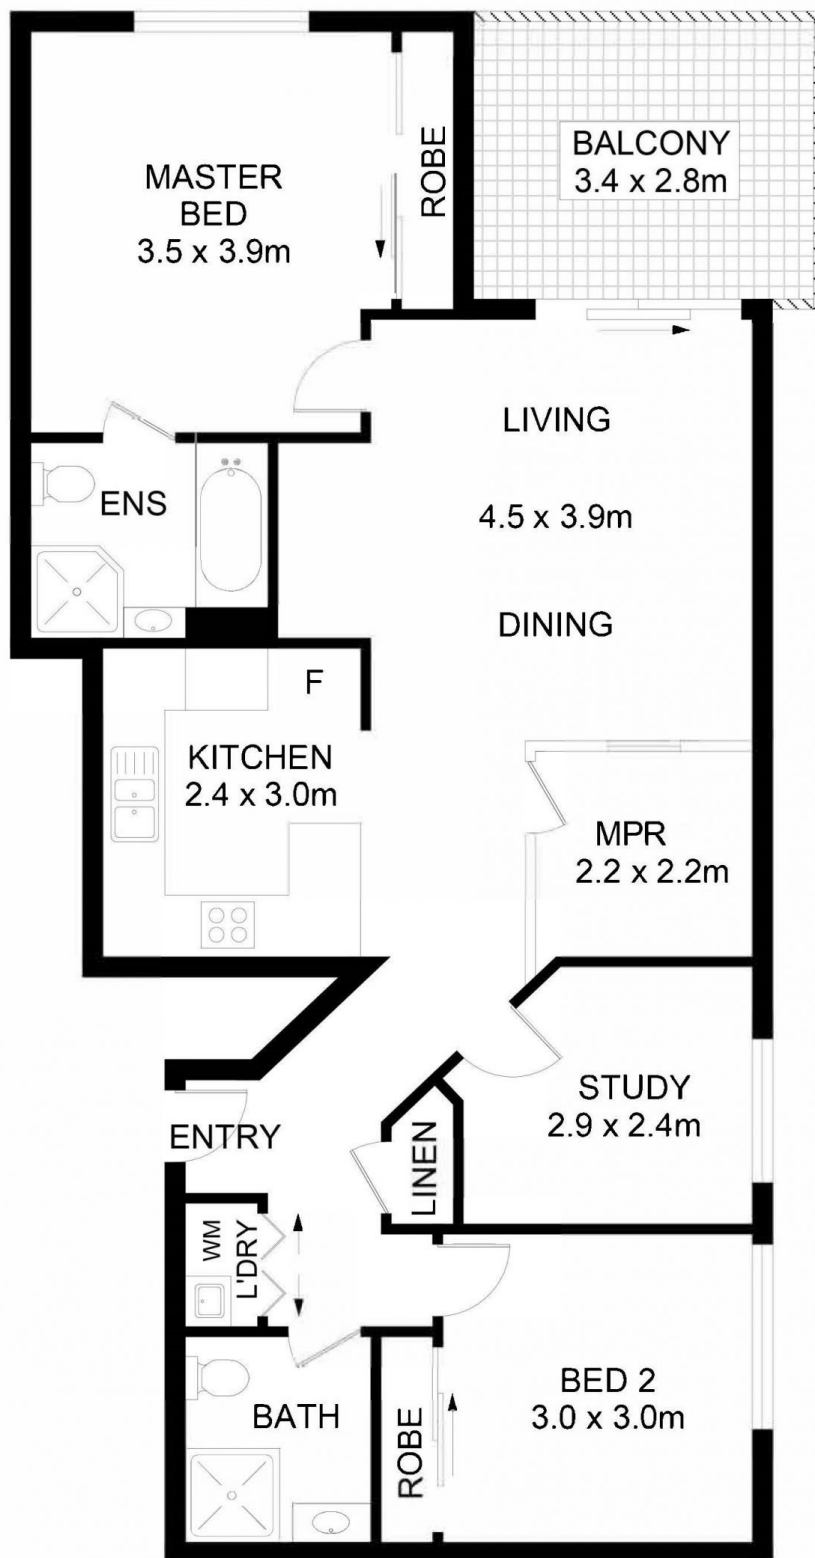 MASTER
BED
3.5 x 3.9m
ROBE
BALCONY
3.4 x 2.8m
LIVING
4.5 x 3.9m
DINING
ENS
F
KITCHEN
2.4 x 3.0m
MPR
2.2 x 2.2m
STUDY
2.9 x 2.4m
ENTRY
LINEN
WM
L'DRY
BATH
ROBE
BED 2
3.0 x 3.0m